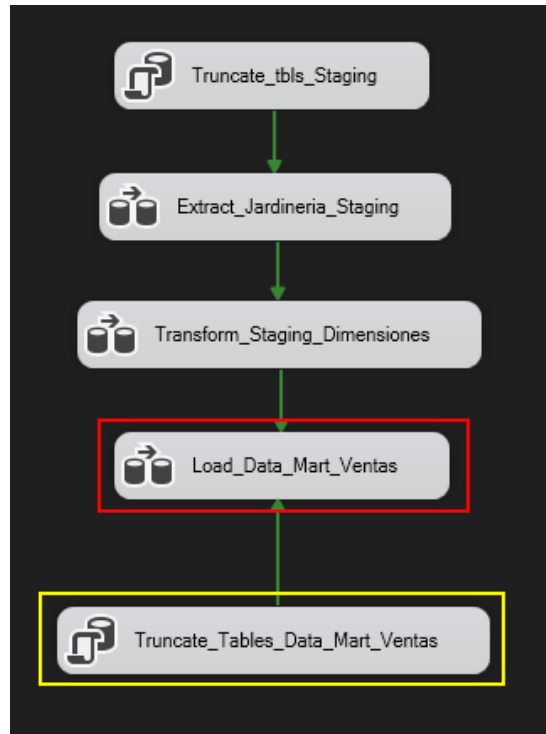 Truncate_tbls_Staging
Extract_Jardineria_Staging
Transform_Staging_Dimensiones
Load_Data_Mart_Ventas
Truncate_Tables_Data_Mart_Ventas